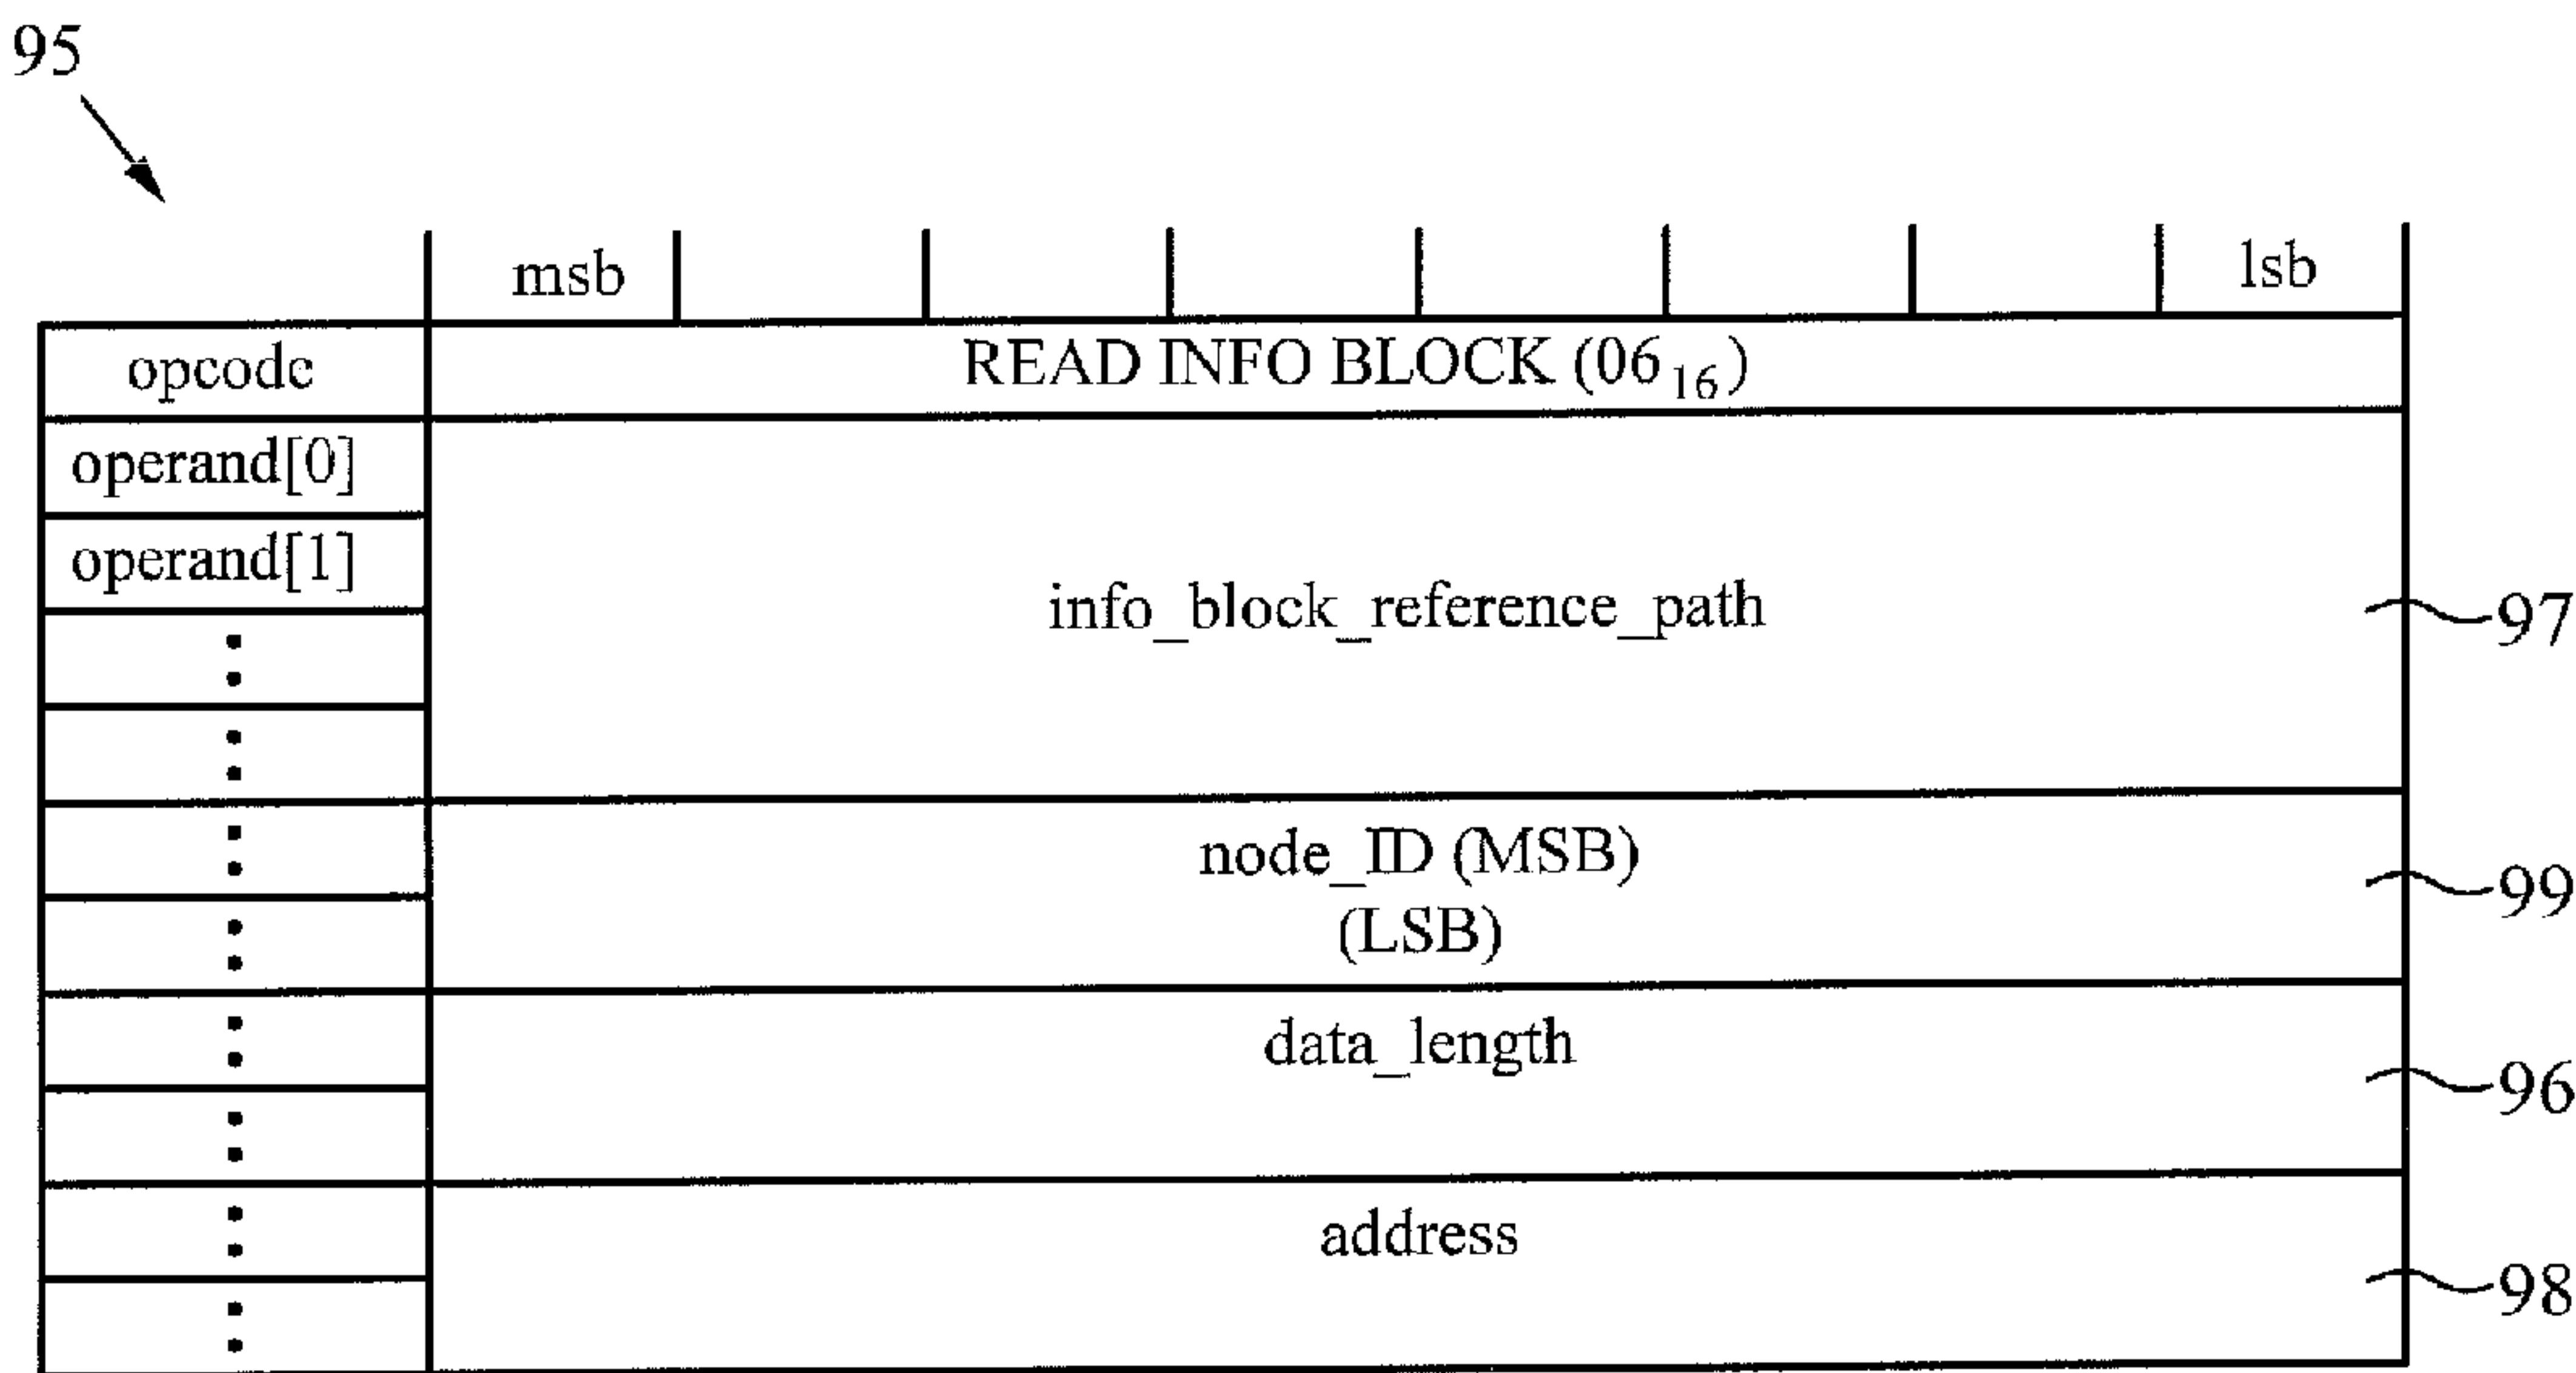 95
msb lsb
opcode READ INFO BLOCK (06₁₆)
operand[0]
operand[1]
info_block_reference_path 97
node_ID (MSB)
99
(LSB)
data_length
96
address
98